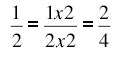 1/2 = 1x2/2x2 = 2/4